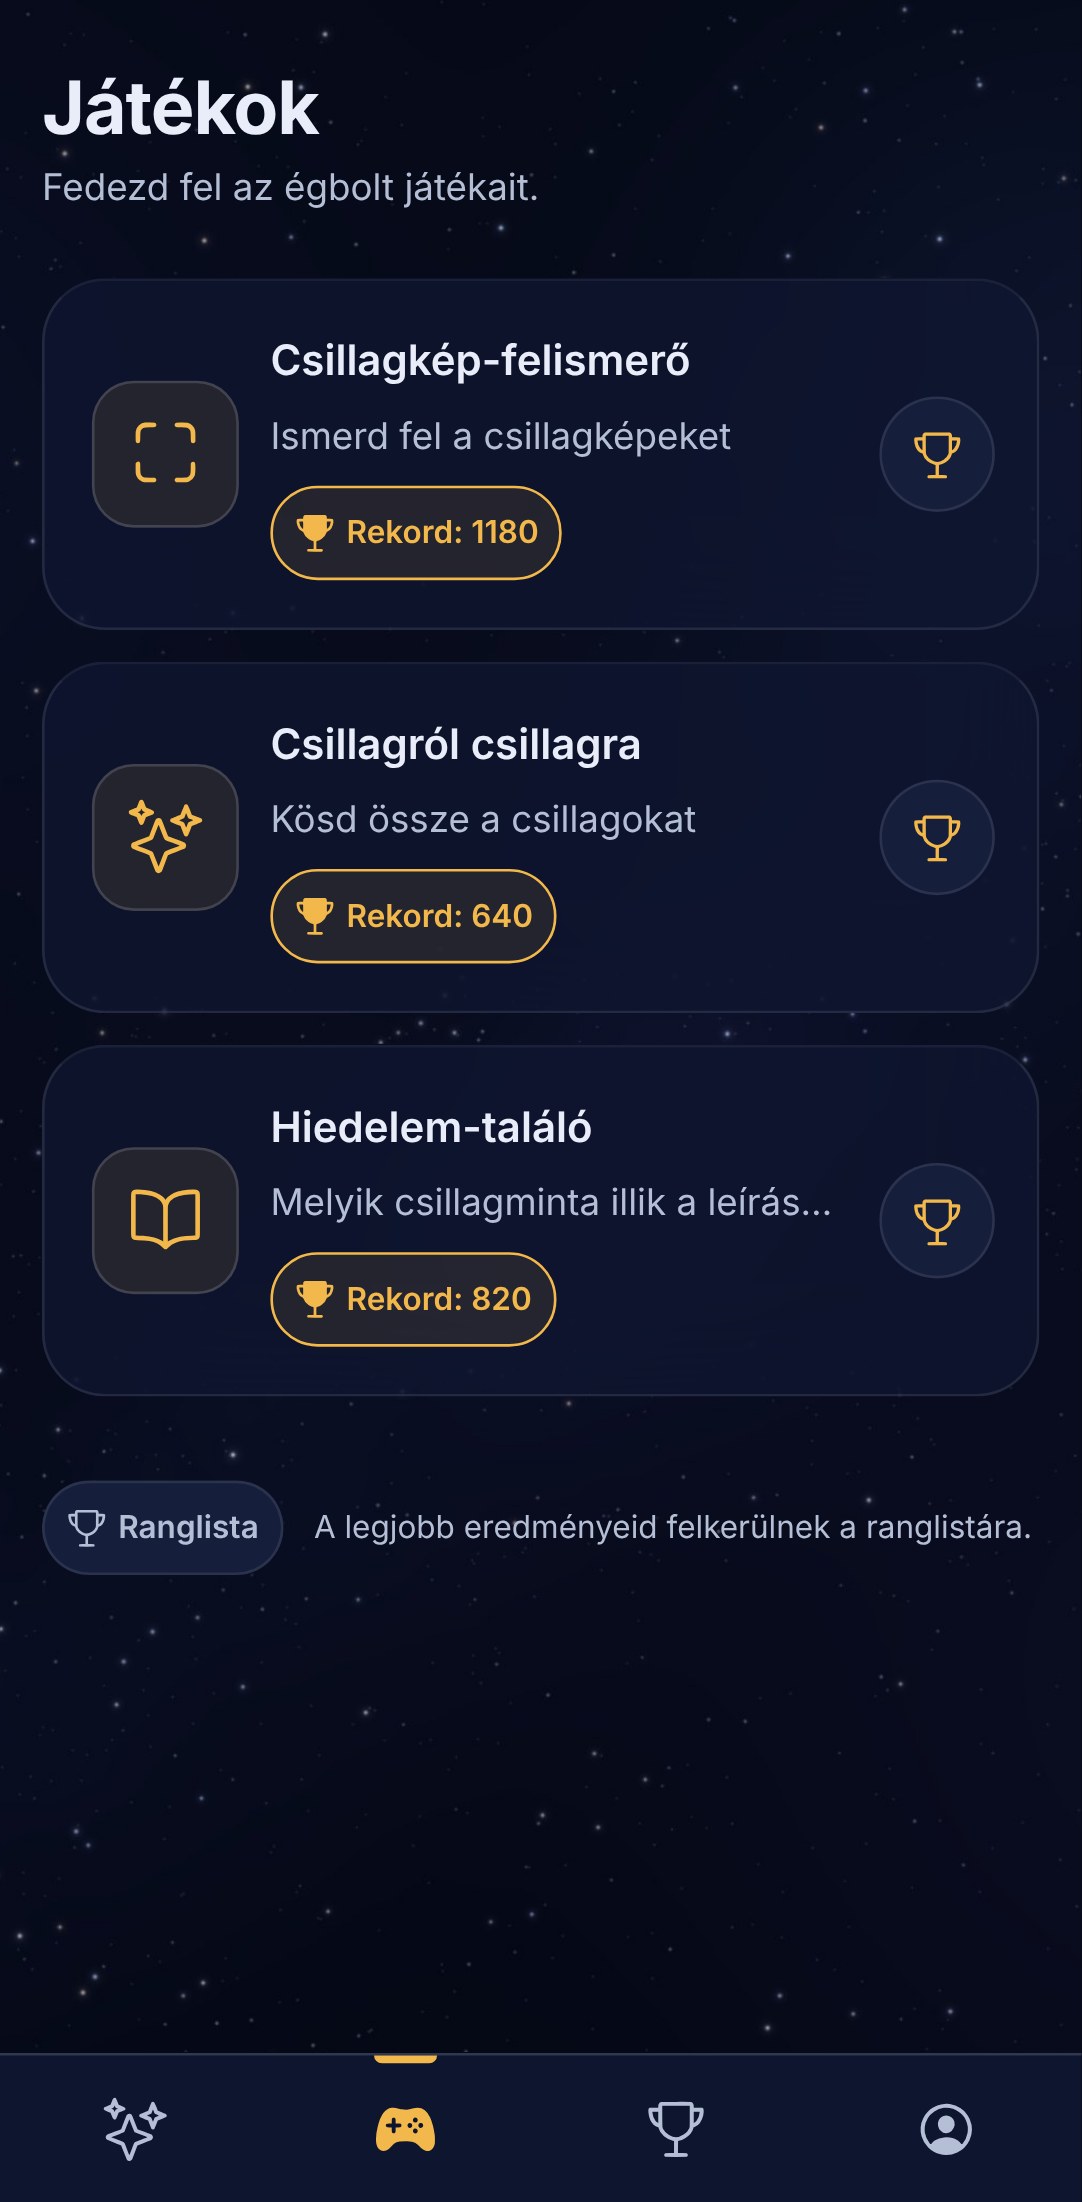 Játékok
Fedezd fel az égbolt játékait.
Csillagkép-felismerő
Ismerd fel a csillagképeket
Rekord: 1180
Csillagról csillagra
Kösd össze a csillagokat
Rekord: 640
Hiedelem-találó
Melyik csillagminta illik a leírás...
Rekord: 820
Ranglista A legjobb eredményeid felkerülnek a ranglistára.